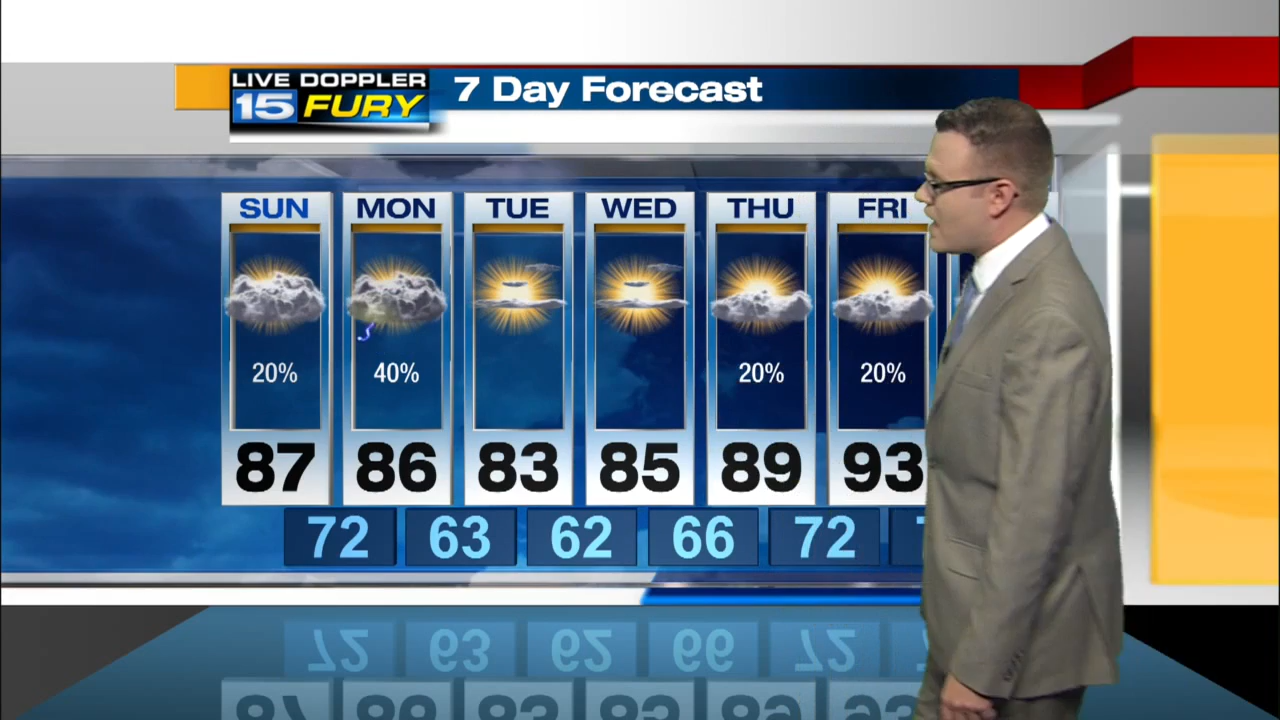 LIVE DOPPLER
15 FURY
7 Day Forecast
SUN MON TUE WED THU FRI
20% 40% 20% 20%
87 86 83 85 89 93
72 63 62 66 72